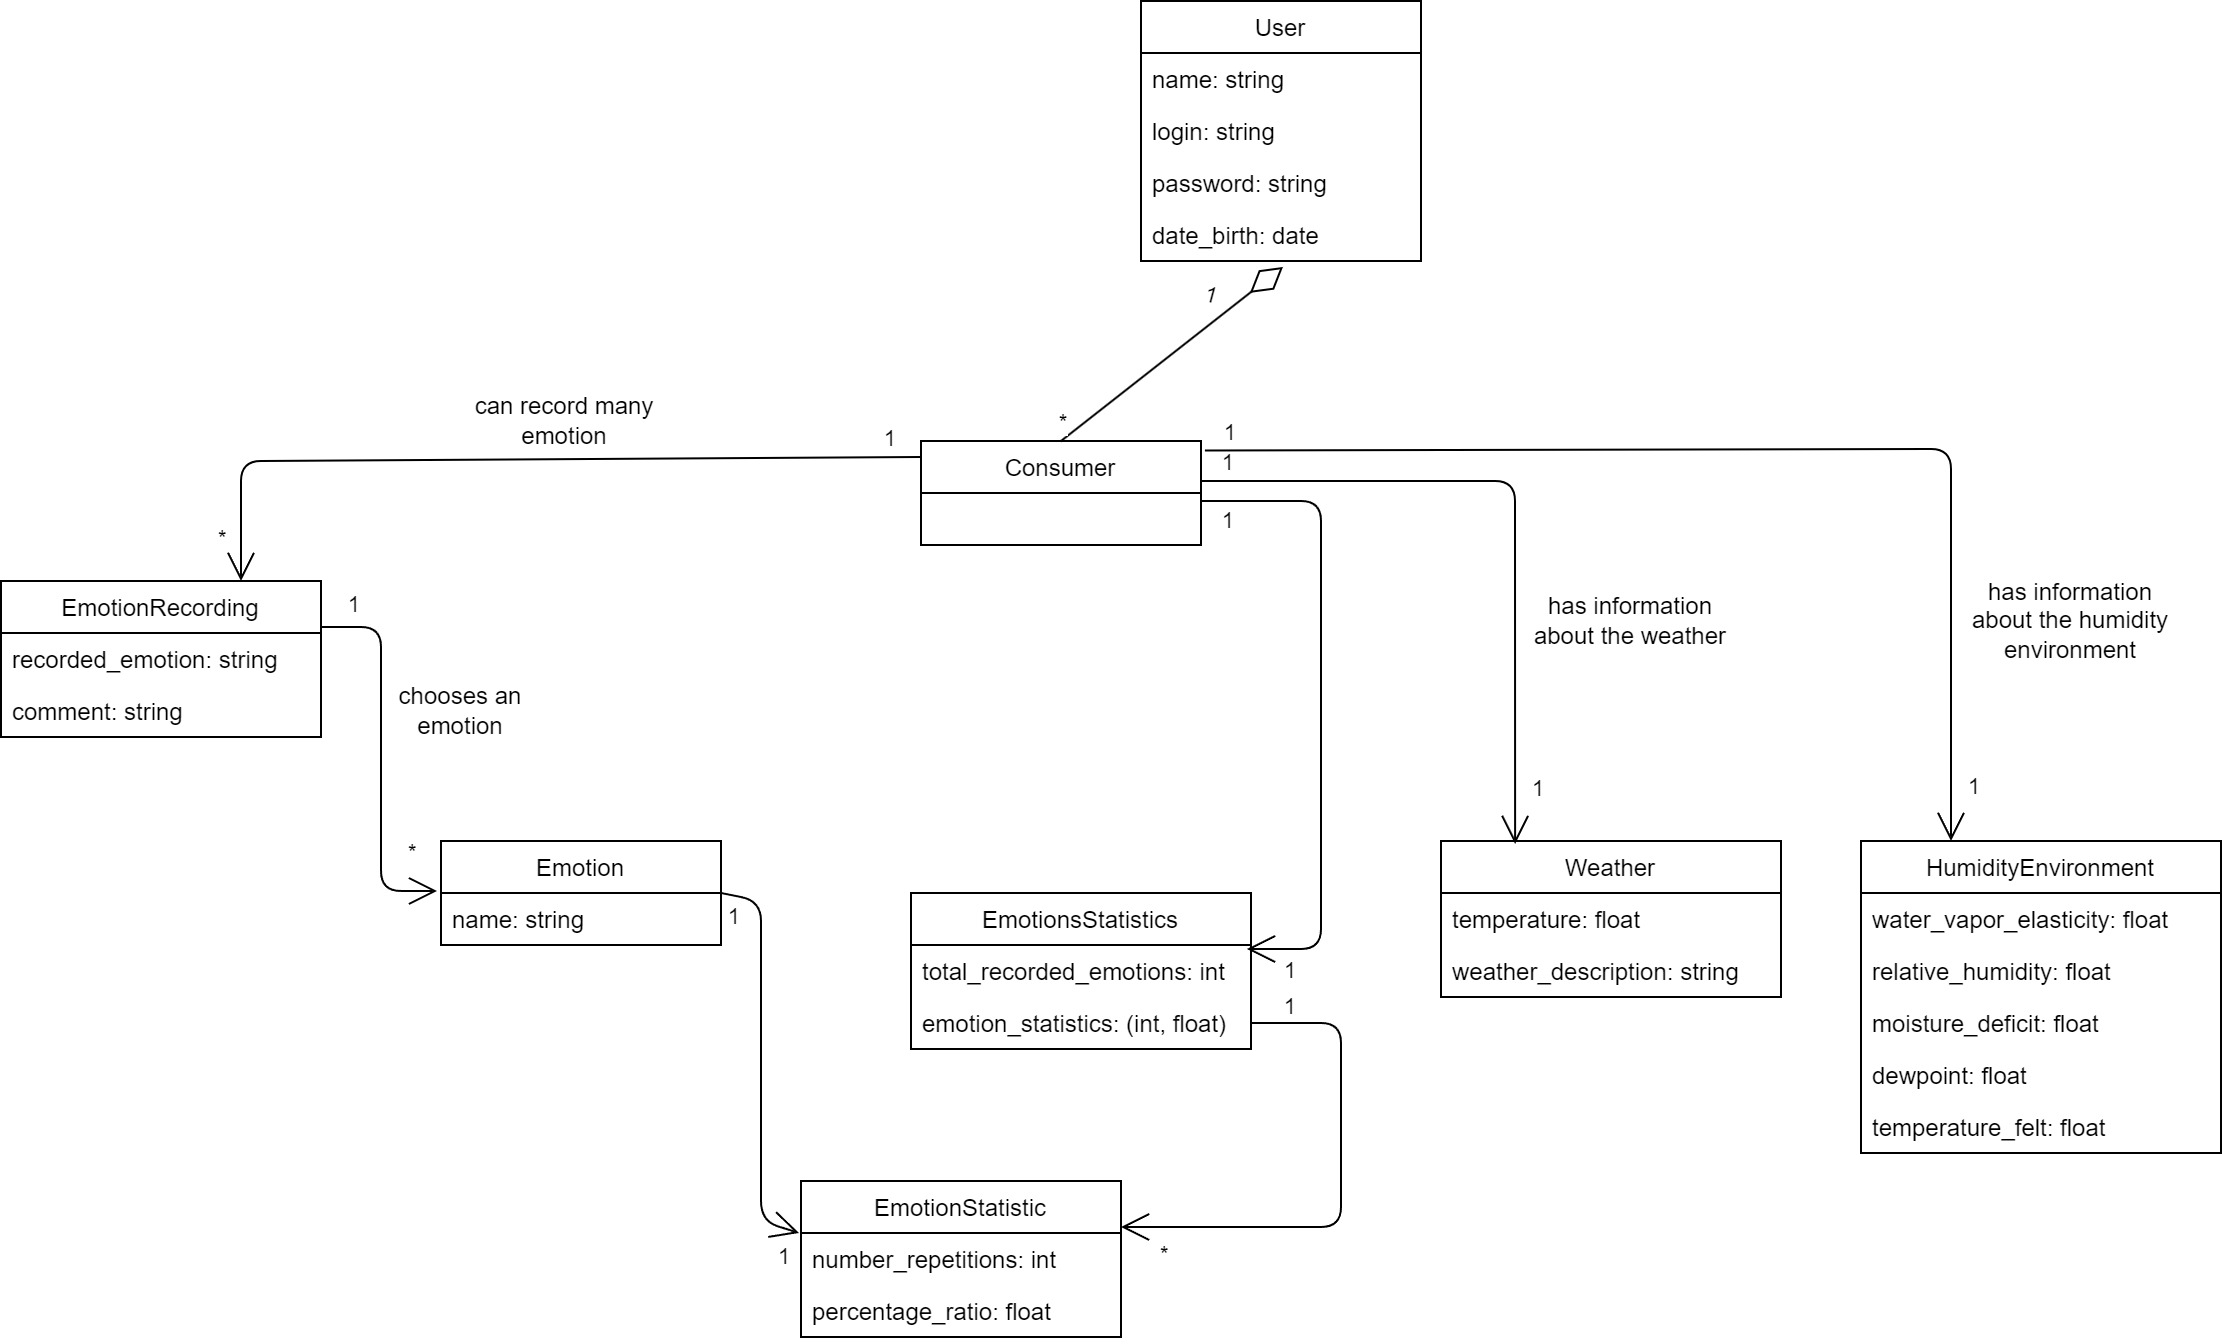 User
name: string
login: string
password: string
date_birth: date
1
*
can record many
emotion
1
*
Consumer
1
1
1
EmotionRecording
recorded_emotion: string
comment: string
1
chooses an
emotion
*
has information
about the weather
1
has information
about the humidity
environment
1
Emotion
name: string
1
EmotionsStatistics
total_recorded_emotions: int
emotion_statistics: (int, float)
1
1
Weather
temperature: float
weather_description: string
HumidityEnvironment
water_vapor_elasticity: float
relative_humidity: float
moisture_deficit: float
dewpoint: float
temperature_felt: float
EmotionStatistic
number_repetitions: int
percentage_ratio: float
1
*